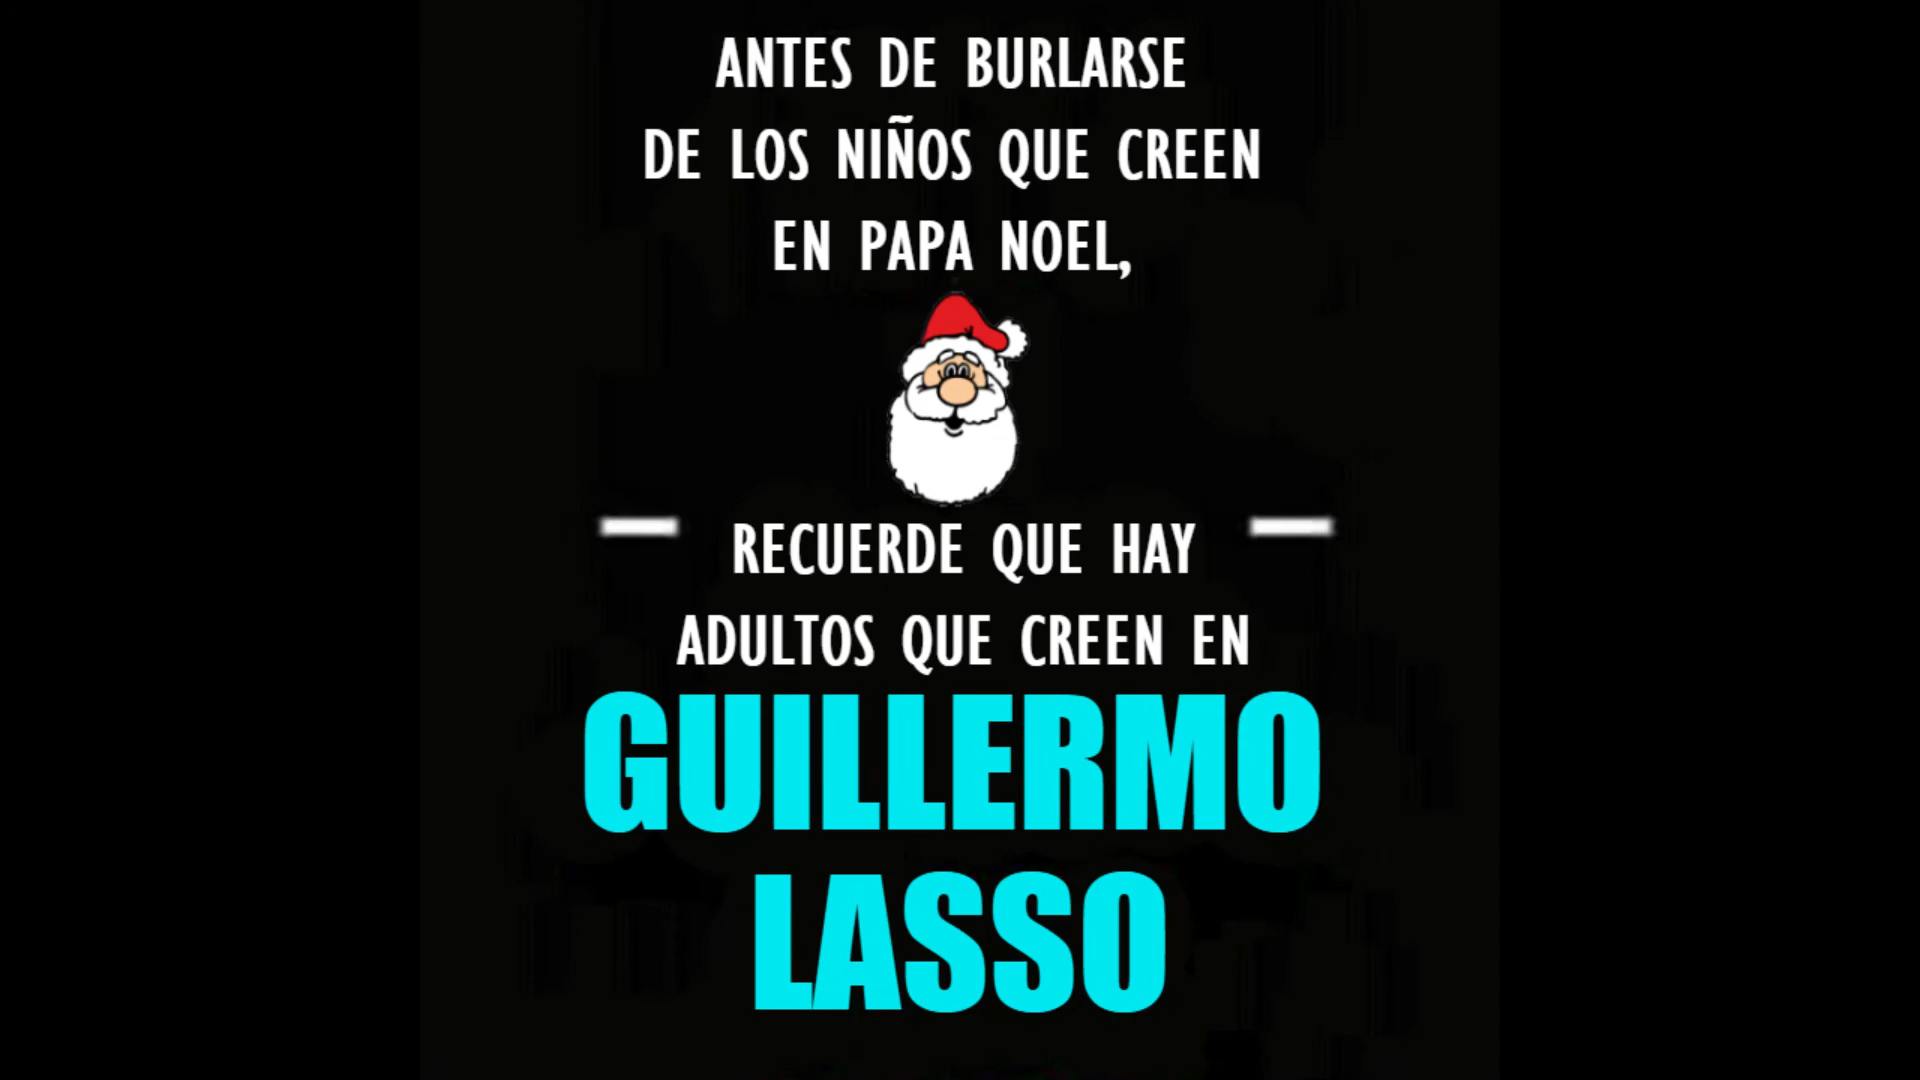 ANTES DE BURLARSE
DE LOS NIÑOS QUE CREEN
EN PAPA NOEL,
RECUERDE QUE HAY
ADULTOS QUE CREEN EN
GUILLERMO
LASSO